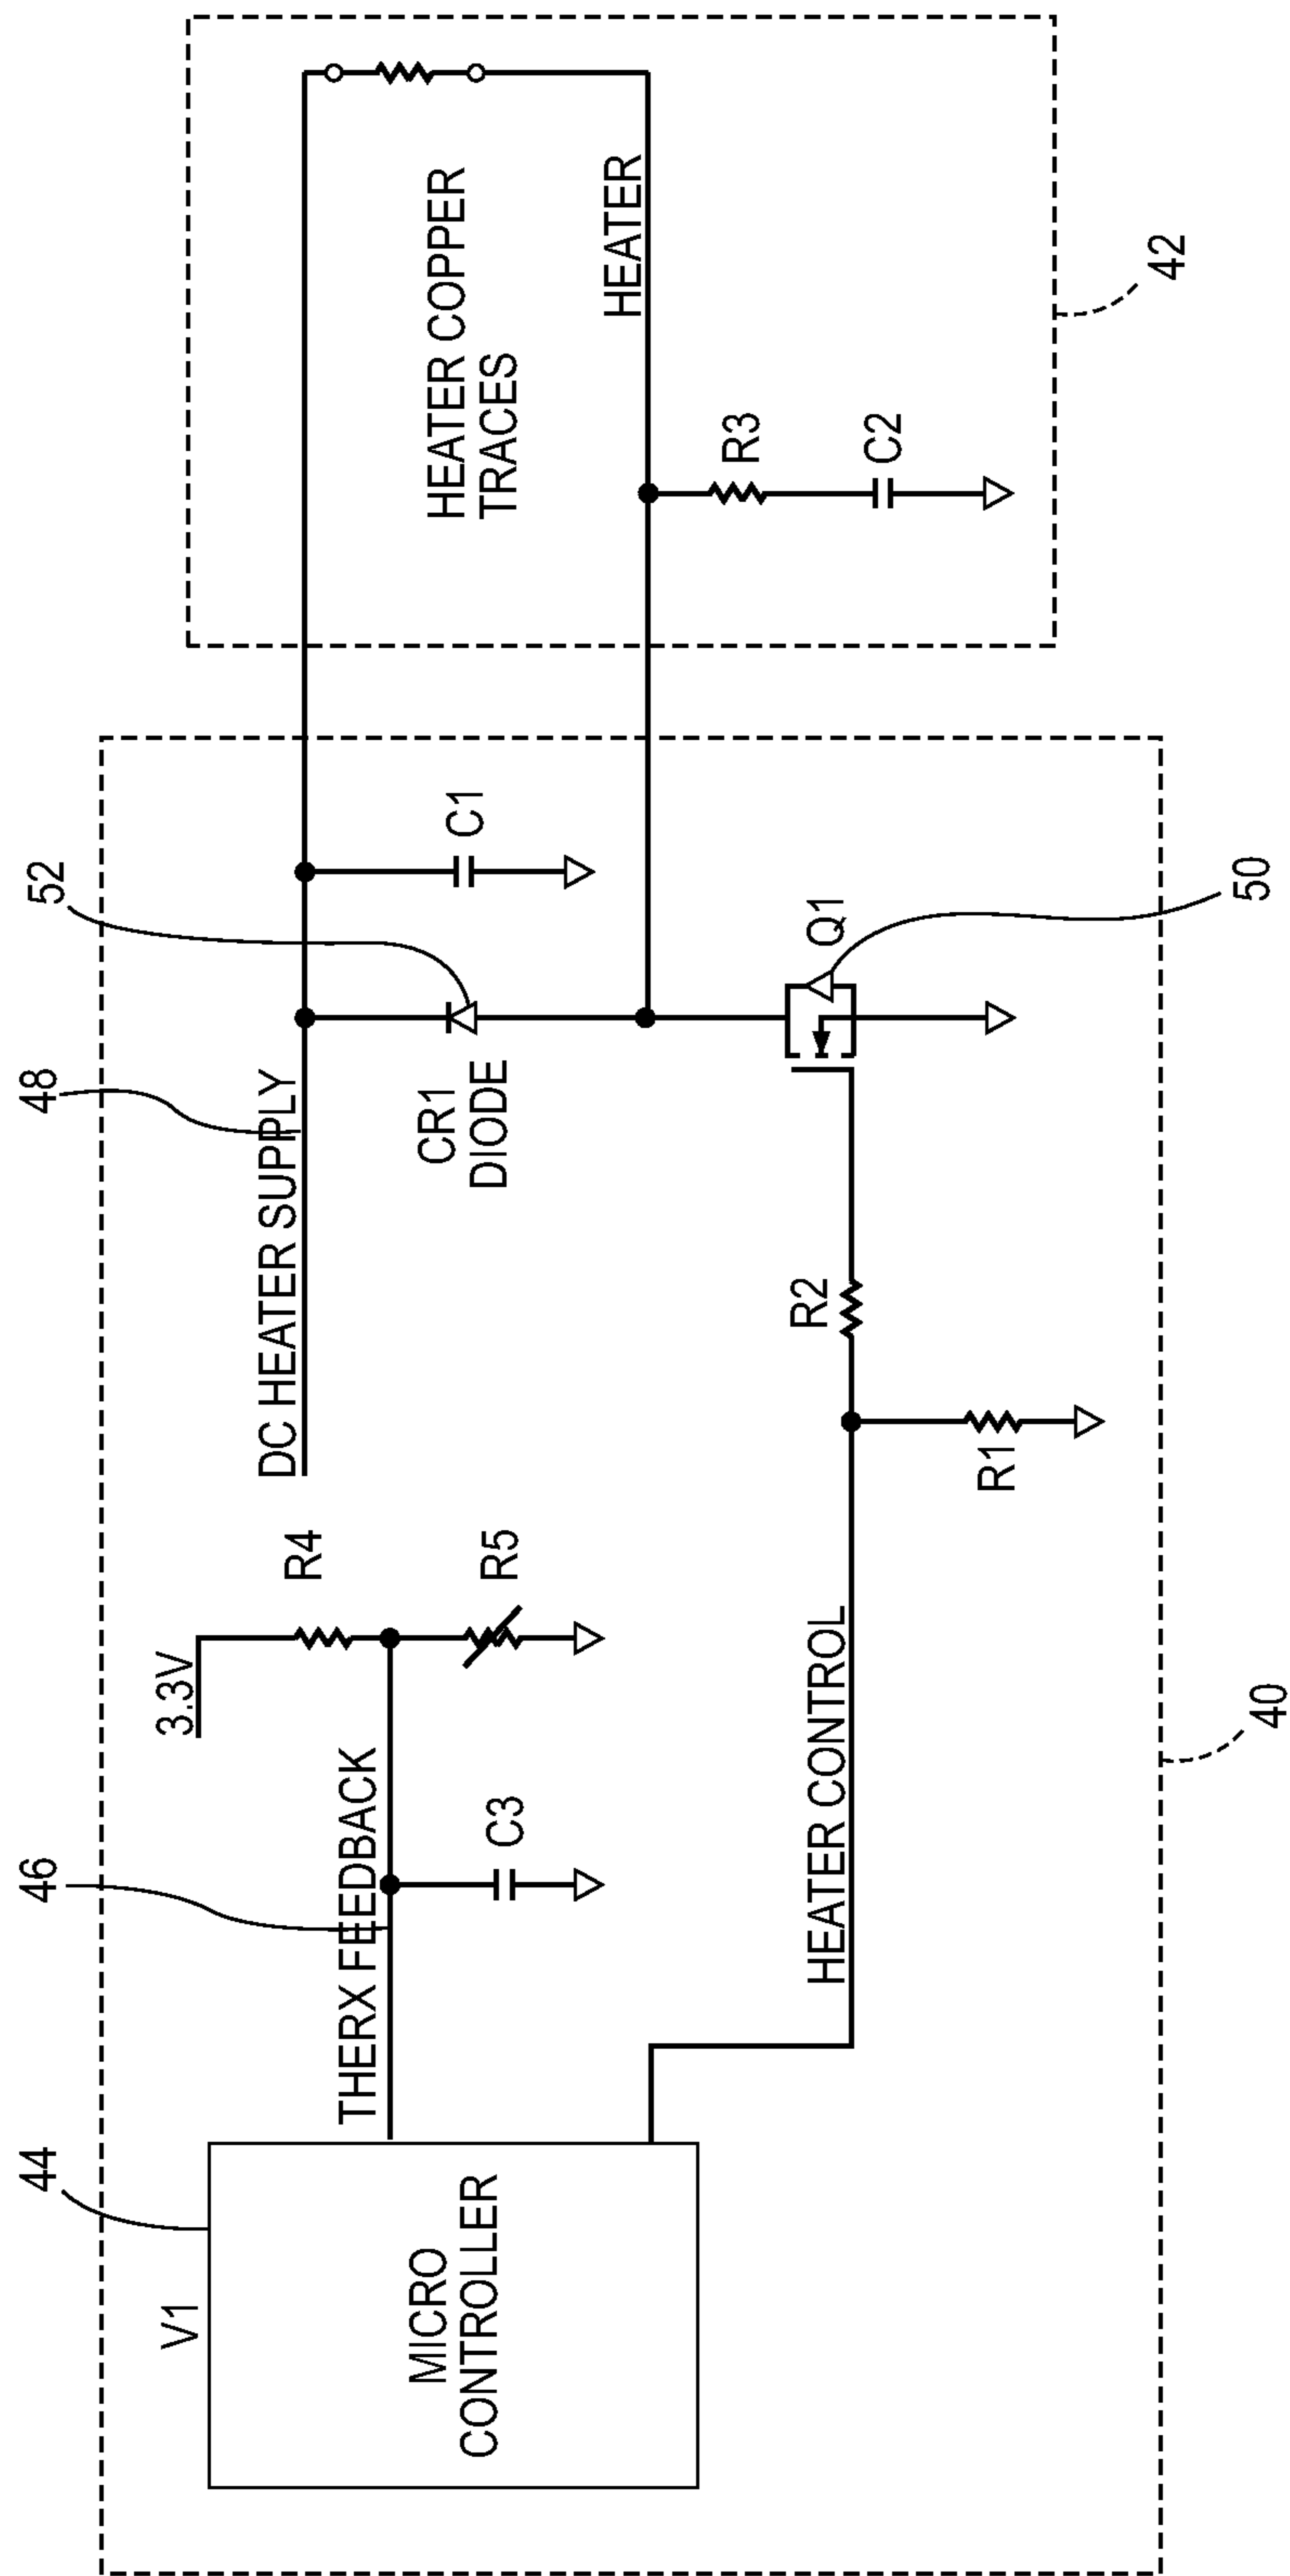 44
V1
MICRO
CONTROLLER
46
THERX FEEDBACK
C3
3.3V
R4
R5
HEATER CONTROL
R1
R2
48
DC HEATER SUPPLY
52
CR1
DIODE
C1
Q1
50
40
HEATER COPPER
TRACES
HEATER
R3
C2
42